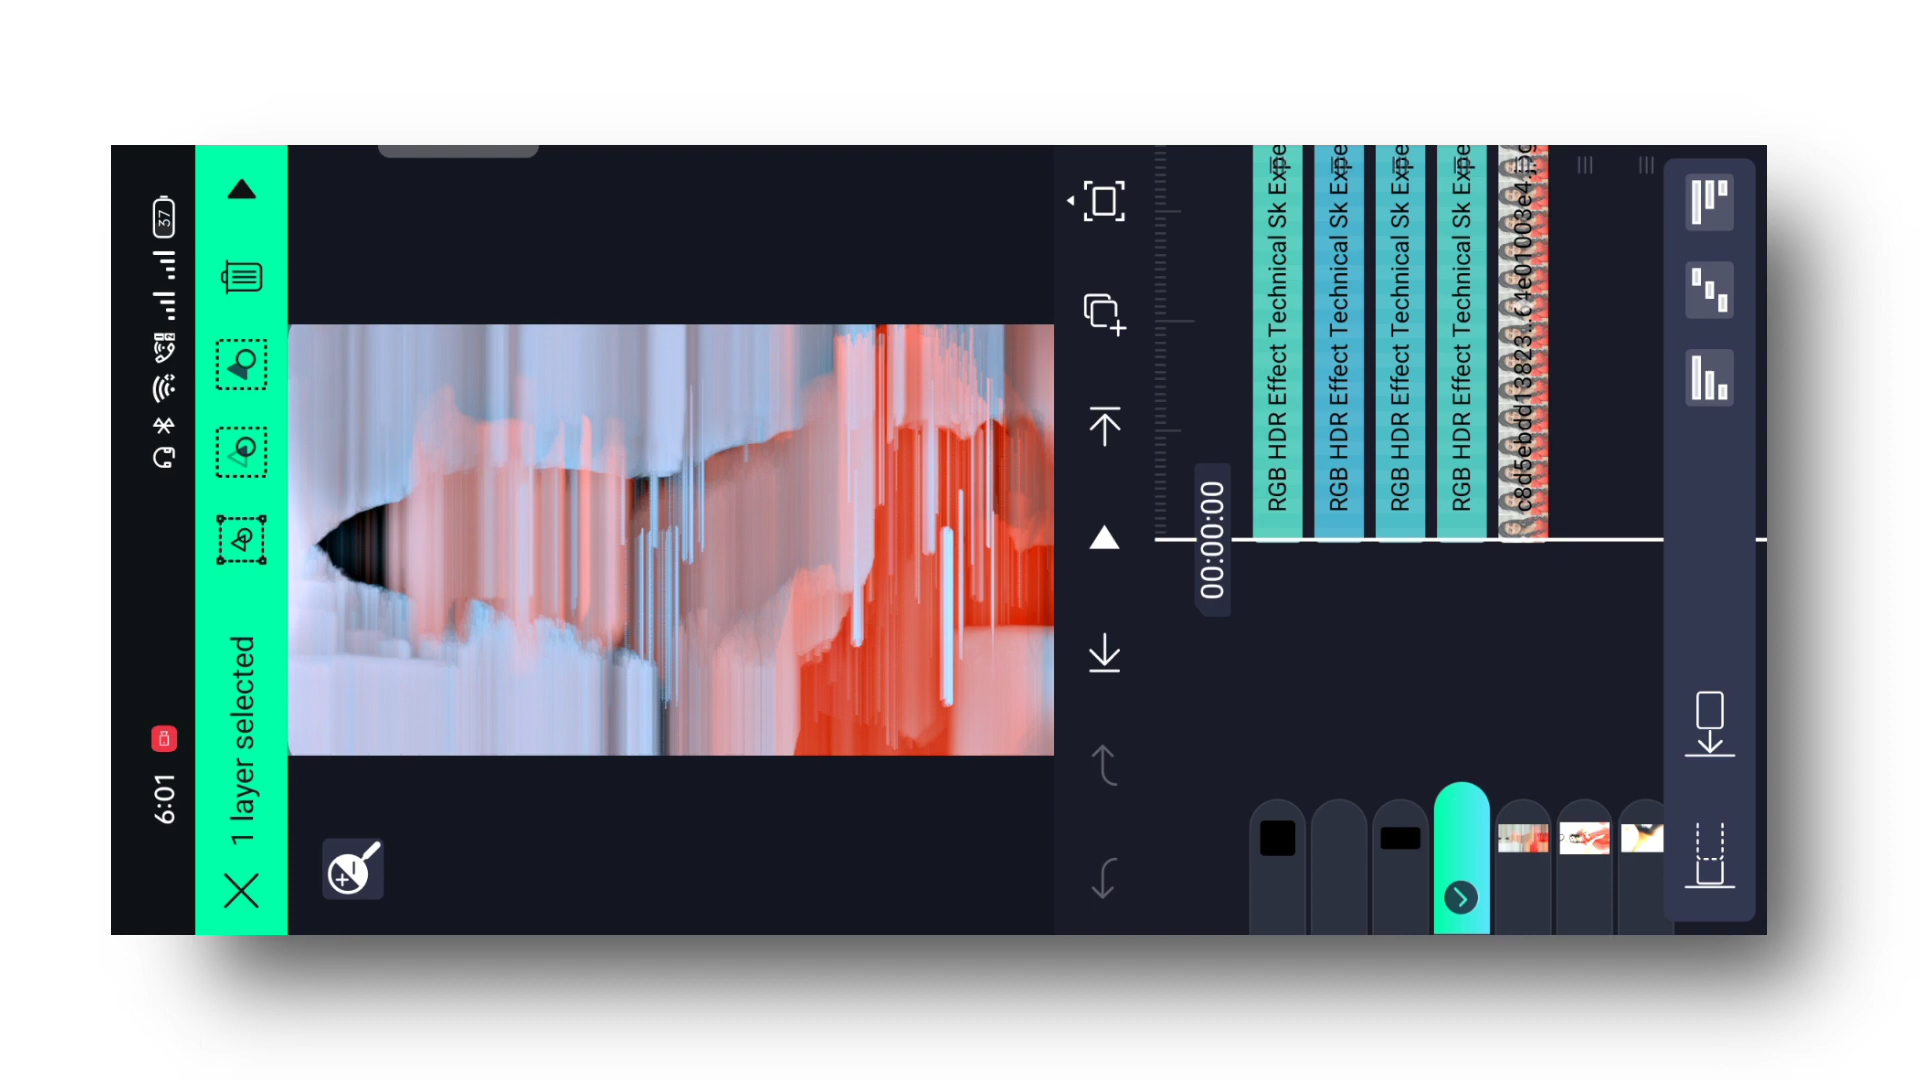 6:01
37
1 layer selected
00:00:00
RGB HDR Effect Technical Sk Expe
RGB HDR Effect Technical Sk Expe
RGB HDR Effect Technical Sk Expe
RGB HDR Effect Technical Sk Expe